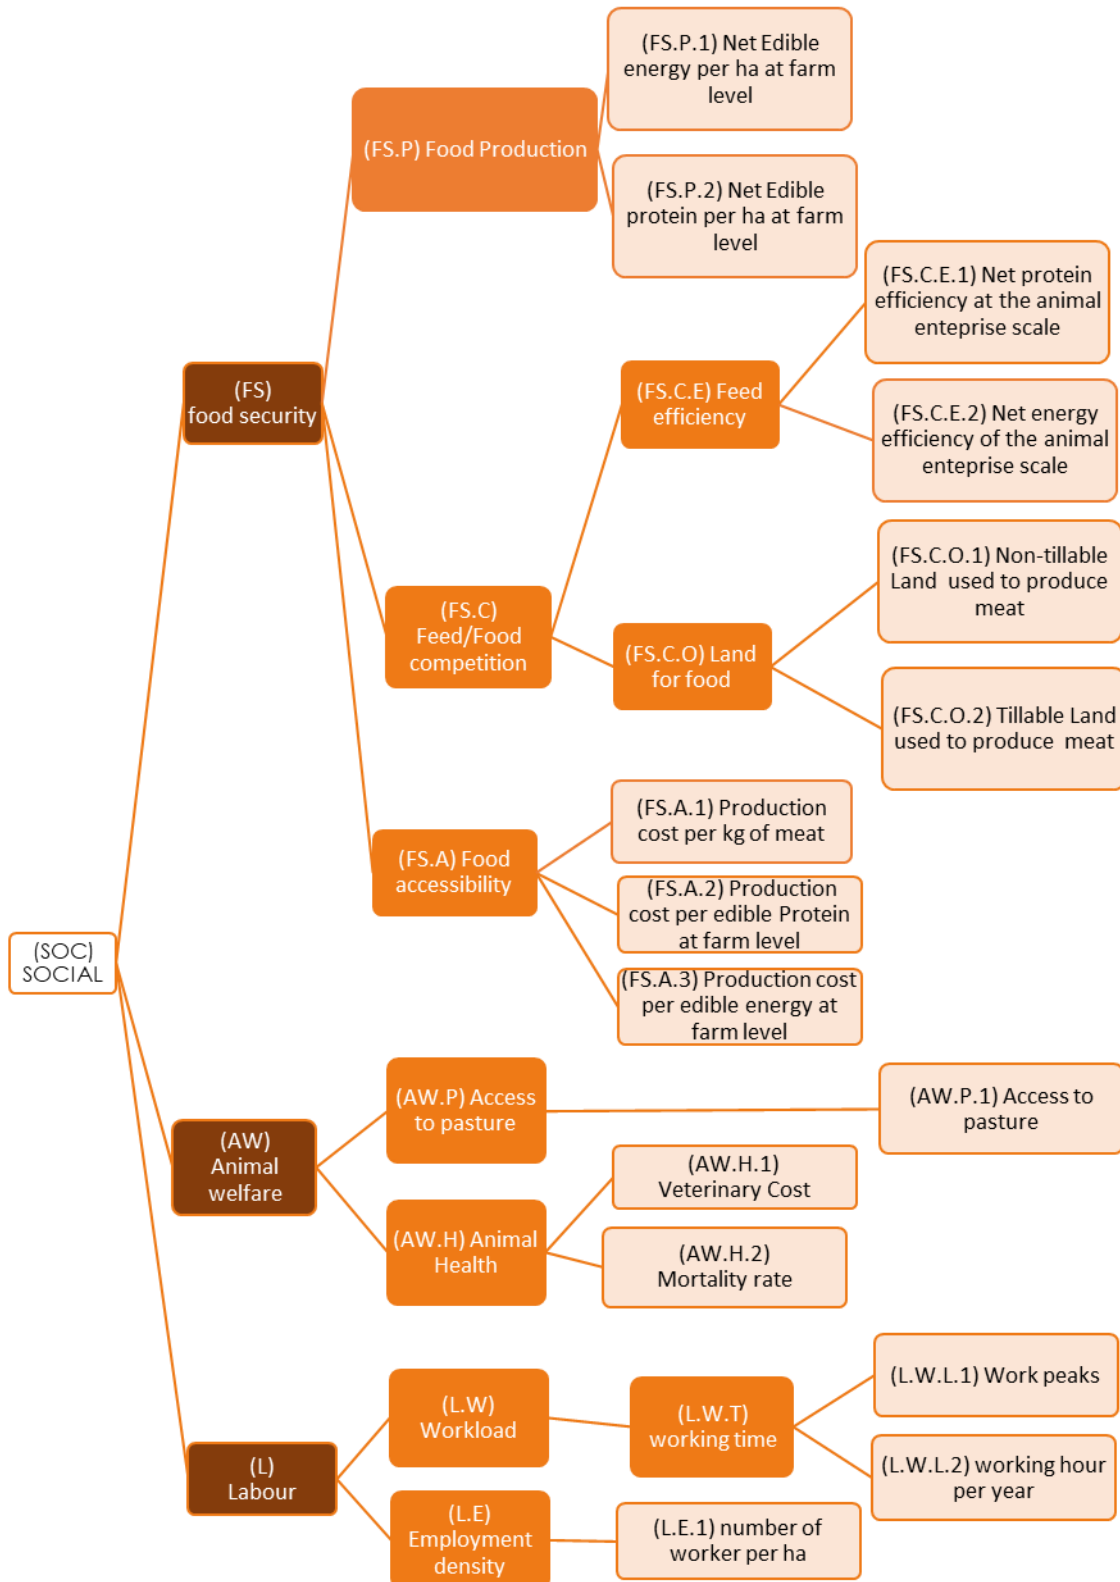 (FS.P.1) Net Edible
energy per ha at farm
level
(FS.P) Food Production
(FS.P.2) Net Edible
protein per ha at farm
level
(FS.C.E.1) Net protein
efficiency at the animal
enteprise scale
(FS)
food security
(FS.C.E) Feed
efficiency
(FS.C.E.2) Net energy
efficiency of the animal
enteprise scale
(FS.C.O.1) Non-tillable
Land used to produce
meat
(FS.C)
Feed/Food
competition
(FS.C.O) Land
for food
(FS.C.O.2) Tillable Land
used to produce meat
(FS.A.1) Production
cost per kg of meat
(FS.A) Food
accessibility
(FS.A.2) Production
cost per edible Protein
at farm level
(SOC)
SOCIAL
(FS.A.3) Production cost
per edible energy at
farm level
(AW.P) Access
to pasture
(AW.P.1) Access to
pasture
(AW)
Animal
welfare
(AW.H.1)
Veterinary Cost
(AW.H) Animal
Health
(AW.H.2)
Mortality rate
(L.W.L.1) Work peaks
(L.W)
Workload
(L.W.T)
working time
(L)
Labour
(L.W.L.2) working hour
per year
(L.E)
Employment
density
(L.E.1) number of
worker per ha